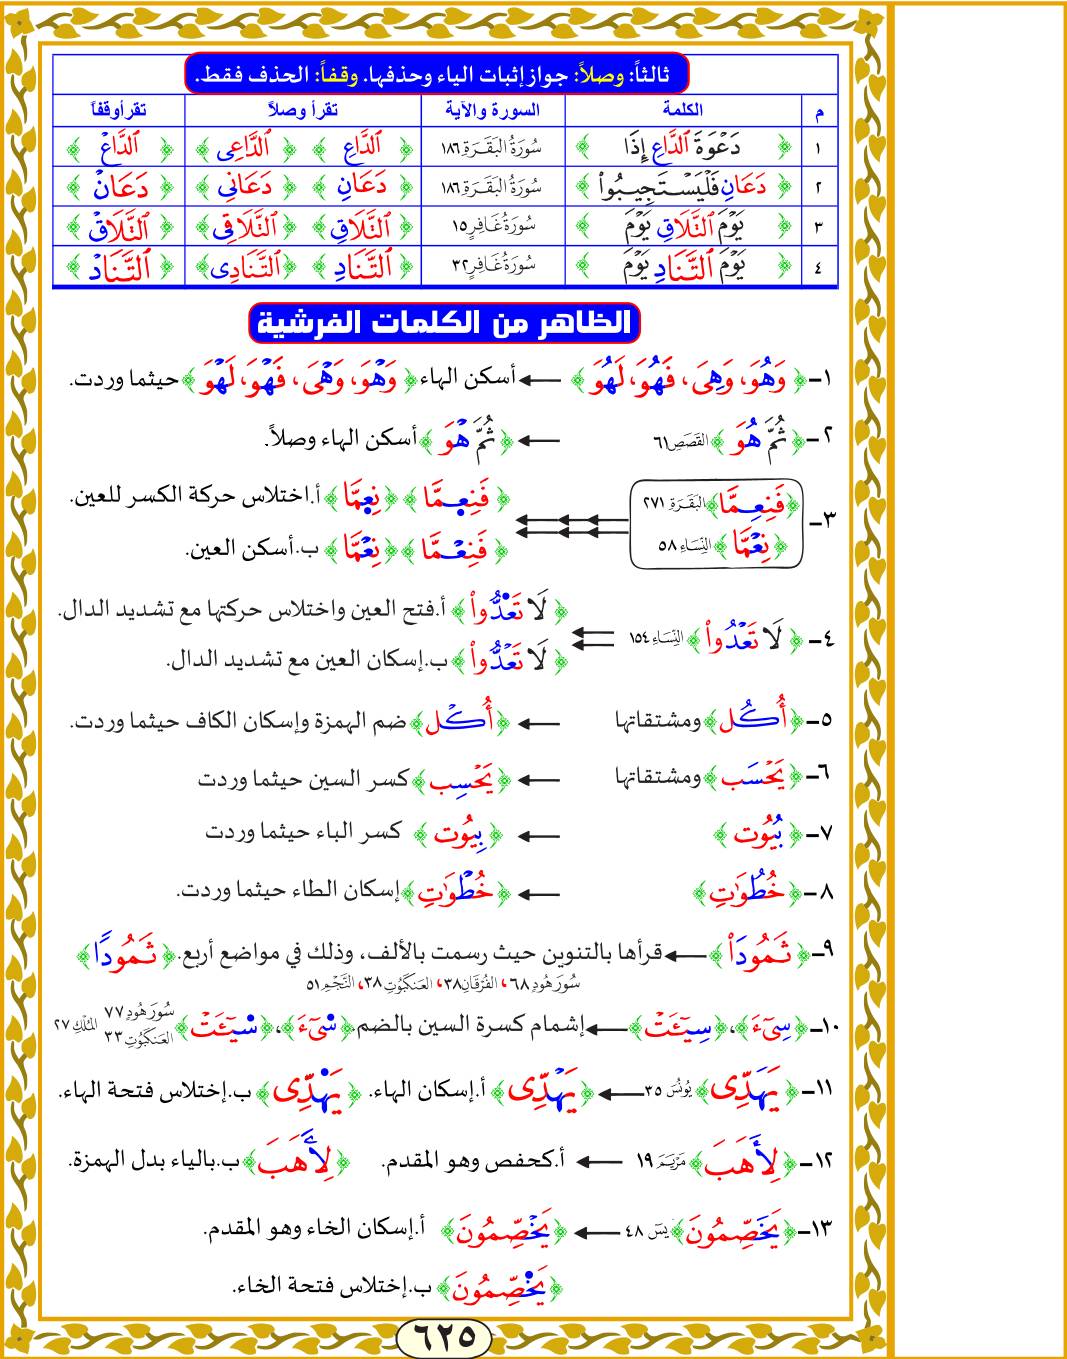 ثالثاً: وصلاً: جواز إثبات الياء وحذفها. وقفاً: الحذف فقط.
م الكلمة السورة والآية تقرأ وصلاً تقرأ وقفاً
١ ﴿ دَعْوَةَ ٱلدَّاعِ إِذَا ﴾ سُورَةُ البَقَرَةِ ١٨٦ ﴿ ٱلدَّاعِ ﴾ ﴿ ٱلدَّاعِى ﴾ ﴿ ٱلدَّاعْ ﴾
٢ ﴿ دَعَانِ فَلْيَسْتَجِيبُواْ ﴾ سُورَةُ البَقَرَةِ ١٨٦ ﴿ دَعَانِ ﴾ ﴿ دَعَانِى ﴾ ﴿ دَعَانْ ﴾
٣ ﴿ يَوْمَ ٱلتَّلَاقِ يَوْمَ ﴾ سُورَةُ غَافِرٍ ١٥ ﴿ ٱلتَّلَاقِ ﴾ ﴿ ٱلتَّلَاقِى ﴾ ﴿ ٱلتَّلَاقْ ﴾
٤ ﴿ يَوْمَ ٱلتَّنَادِ يَوْمَ ﴾ سُورَةُ غَافِرٍ ٣٢ ﴿ ٱلتَّنَادِ ﴾ ﴿ ٱلتَّنَادِى ﴾ ﴿ ٱلتَّنَادْ ﴾
الظاهر من الكلمات الفرشية
١- ﴿ وَهُوَ، وَهِىَ، فَهُوَ، لَهُوَ ﴾ ← أسكن الهاء ﴿ وَهْوَ، وَهْىَ، فَهْوَ، لَهْوَ ﴾ حيثما وردت.
٢- ﴿ ثُمَّ هُوَ ﴾ القَصَصِ ٦١ ← ﴿ ثُمَّ هْوَ ﴾ أسكن الهاء وصلاً.
٣- ﴿ فَنِعِمَّا ﴾ البَقَرَةِ ٢٧١ ← ﴿ فَنِعِمَّا ﴾ ﴿ نِعِمَّا ﴾ أ.اختلاس حركة الكسر للعين.
﴿ نِعِمَّا ﴾ النِّسَاءِ ٥٨ ← ﴿ فَنِعْمَّا ﴾ ﴿ نِعْمَّا ﴾ ب.أسكن العين.
٤- ﴿ لَا تَعْدُواْ ﴾ النِّسَاءِ ١٥٤ ← ﴿ لَا تَعَدُّواْ ﴾ أ.فتح العين واختلاس حركتها مع تشديد الدال.
﴿ لَا تَعْدُّواْ ﴾ ب.إسكان العين مع تشديد الدال.
٥- ﴿ أُكُل ﴾ ومشتقاتها ← ﴿ أُكْل ﴾ ضم الهمزة وإسكان الكاف حيثما وردت.
٦- ﴿ يَحْسَب ﴾ ومشتقاتها ← ﴿ يَحْسِب ﴾ كسر السين حيثما وردت
٧- ﴿ بُيُوت ﴾ ← ﴿ بِيُوت ﴾ كسر الباء حيثما وردت
٨- ﴿ خُطُوَٰتِ ﴾ ← ﴿ خُطْوَٰتِ ﴾ إسكان الطاء حيثما وردت.
٩- ﴿ ثَمُودَاْ ﴾ ← قرأها بالتنوين حيث رسمت بالألف، وذلك في مواضع أربع. ﴿ ثَمُودًا ﴾
سُورَة هُودٍ ٦٨، الفُرْقَانِ ٣٨، العَنكَبُوتِ ٣٨، النَّجْمِ ٥١
١٠- ﴿ سِىٓءَ ﴾، ﴿ سِيٓـَٔتْ ﴾ ← إشمام كسرة السين بالضم. ﴿ سِىٓءَ ﴾، ﴿ سِيٓـَٔتْ ﴾ سُورَة هُودٍ ٧٧ العَنكَبُوتِ ٣٣ المُلْكِ ٢٧
١١- ﴿ يَهِدِّى ﴾ يُونُسَ ٣٥ ← ﴿ يَهْدِّى ﴾ أ.إسكان الهاء. ﴿ يَهَدِّى ﴾ ب.إختلاس فتحة الهاء.
١٢- ﴿ لِأَهَبَ ﴾ مَرْيَمَ ١٩ ← أ.كحفص وهو المقدم. ﴿ لِيَهَبَ ﴾ ب.بالياء بدل الهمزة.
١٣- ﴿ يَخِصِّمُونَ ﴾ يسٓ ٤٨ ← ﴿ يَخْصِّمُونَ ﴾ أ.إسكان الخاء وهو المقدم.
﴿ يَخَصِّمُونَ ﴾ ب.إختلاس فتحة الخاء.
٦٢٥